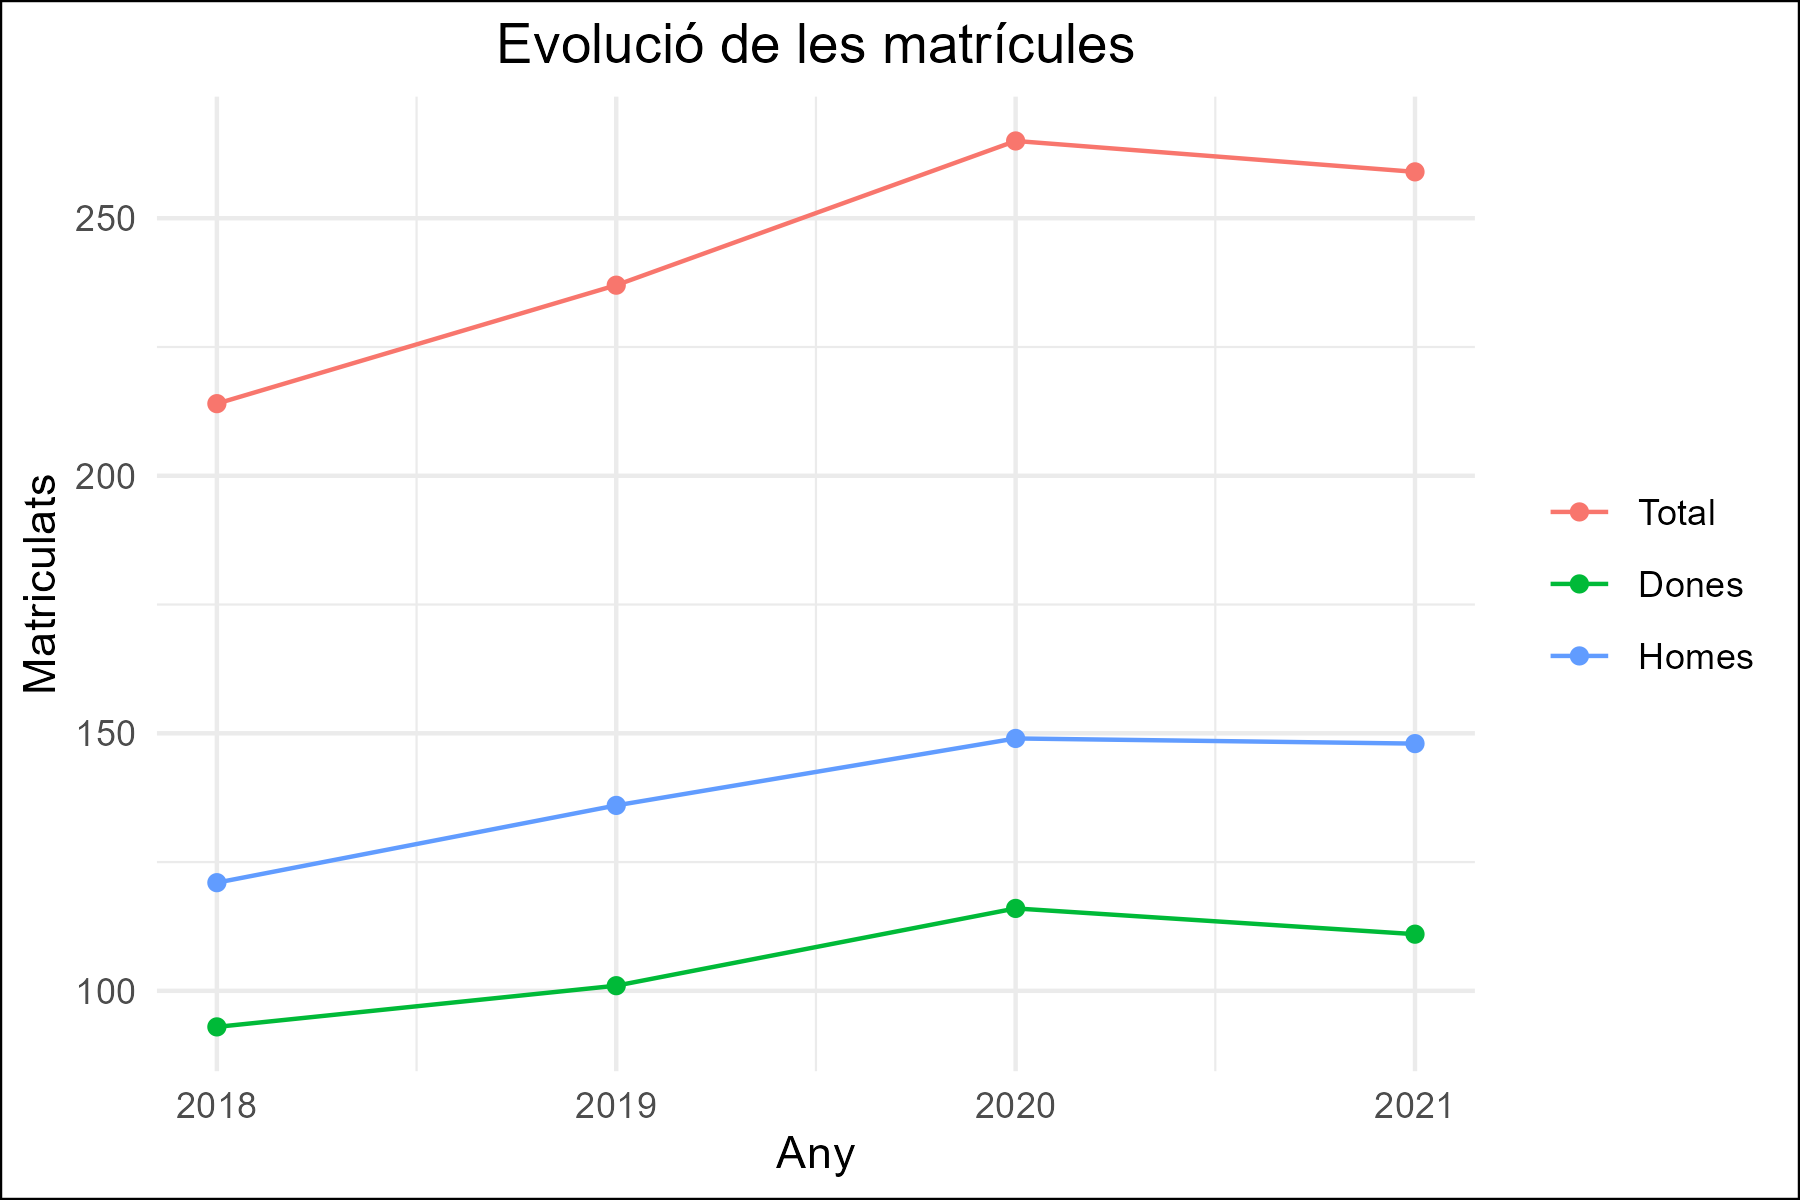 Evolució de les matrícules
Matriculats
250
200
150
100
2018
2019
2020
2021
Any
Total
Dones
Homes